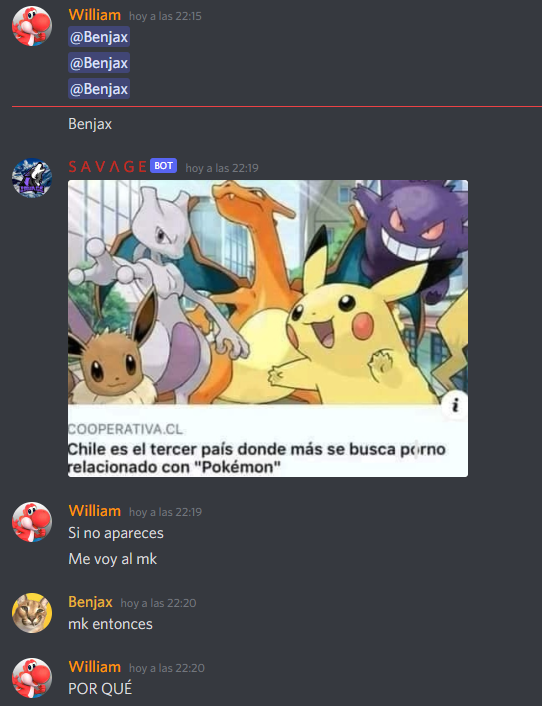 William hoy a las 22:15
@Benjax
@Benjax
@Benjax
Benjax
S A V Λ G E BOT hoy a las 22:19
COOPERATIVA.CL
Chile es el tercer país donde más se busca porno
relacionado con "Pokémon"
William hoy a las 22:19
Si no apareces
Me voy al mk
Benjax hoy a las 22:20
mk entonces
William hoy a las 22:20
POR QUÉ